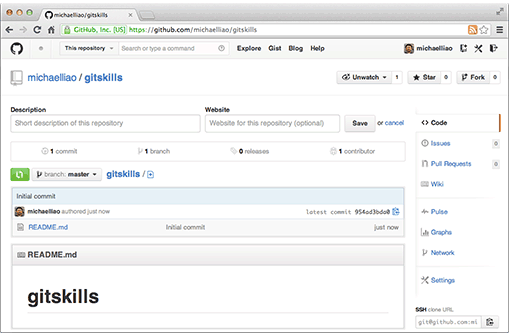 michaelliao/gitskills
GitHub, Inc. [US] https://github.com/michaelliao/gitskills
This repository Search or type a command Explore Gist Blog Help michaelliao
michaelliao / gitskills Unwatch 1 Star 0 Fork 0
Description Website
Short description of this repository Website for this repository (optional) Save or cancel
1 commit 1 branch 0 releases 1 contributor
branch: master gitskills /
Initial commit
michaelliao authored just now latest commit 954ad3bda0
README.md Initial commit just now
README.md
gitskills
Code
Issues 0
Pull Requests 0
Wiki
Pulse
Graphs
Network
Settings
SSH clone URL
git@github.com:mi